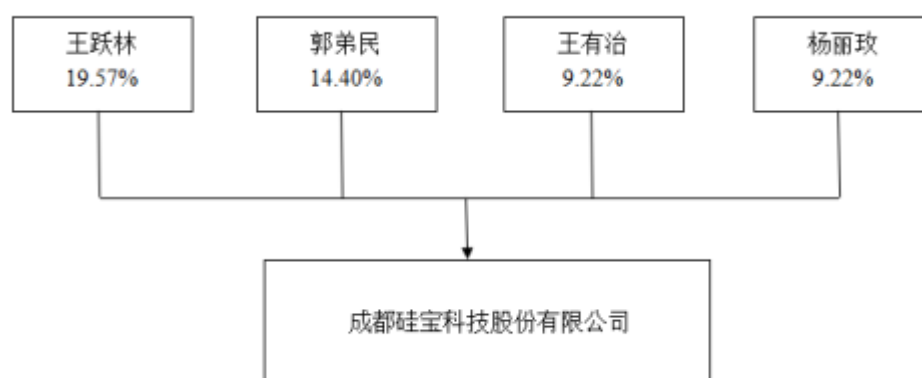 王跃林
19.57%
郭弟民
14.40%
王有治
9.22%
杨丽玫
9.22%
成都硅宝科技股份有限公司